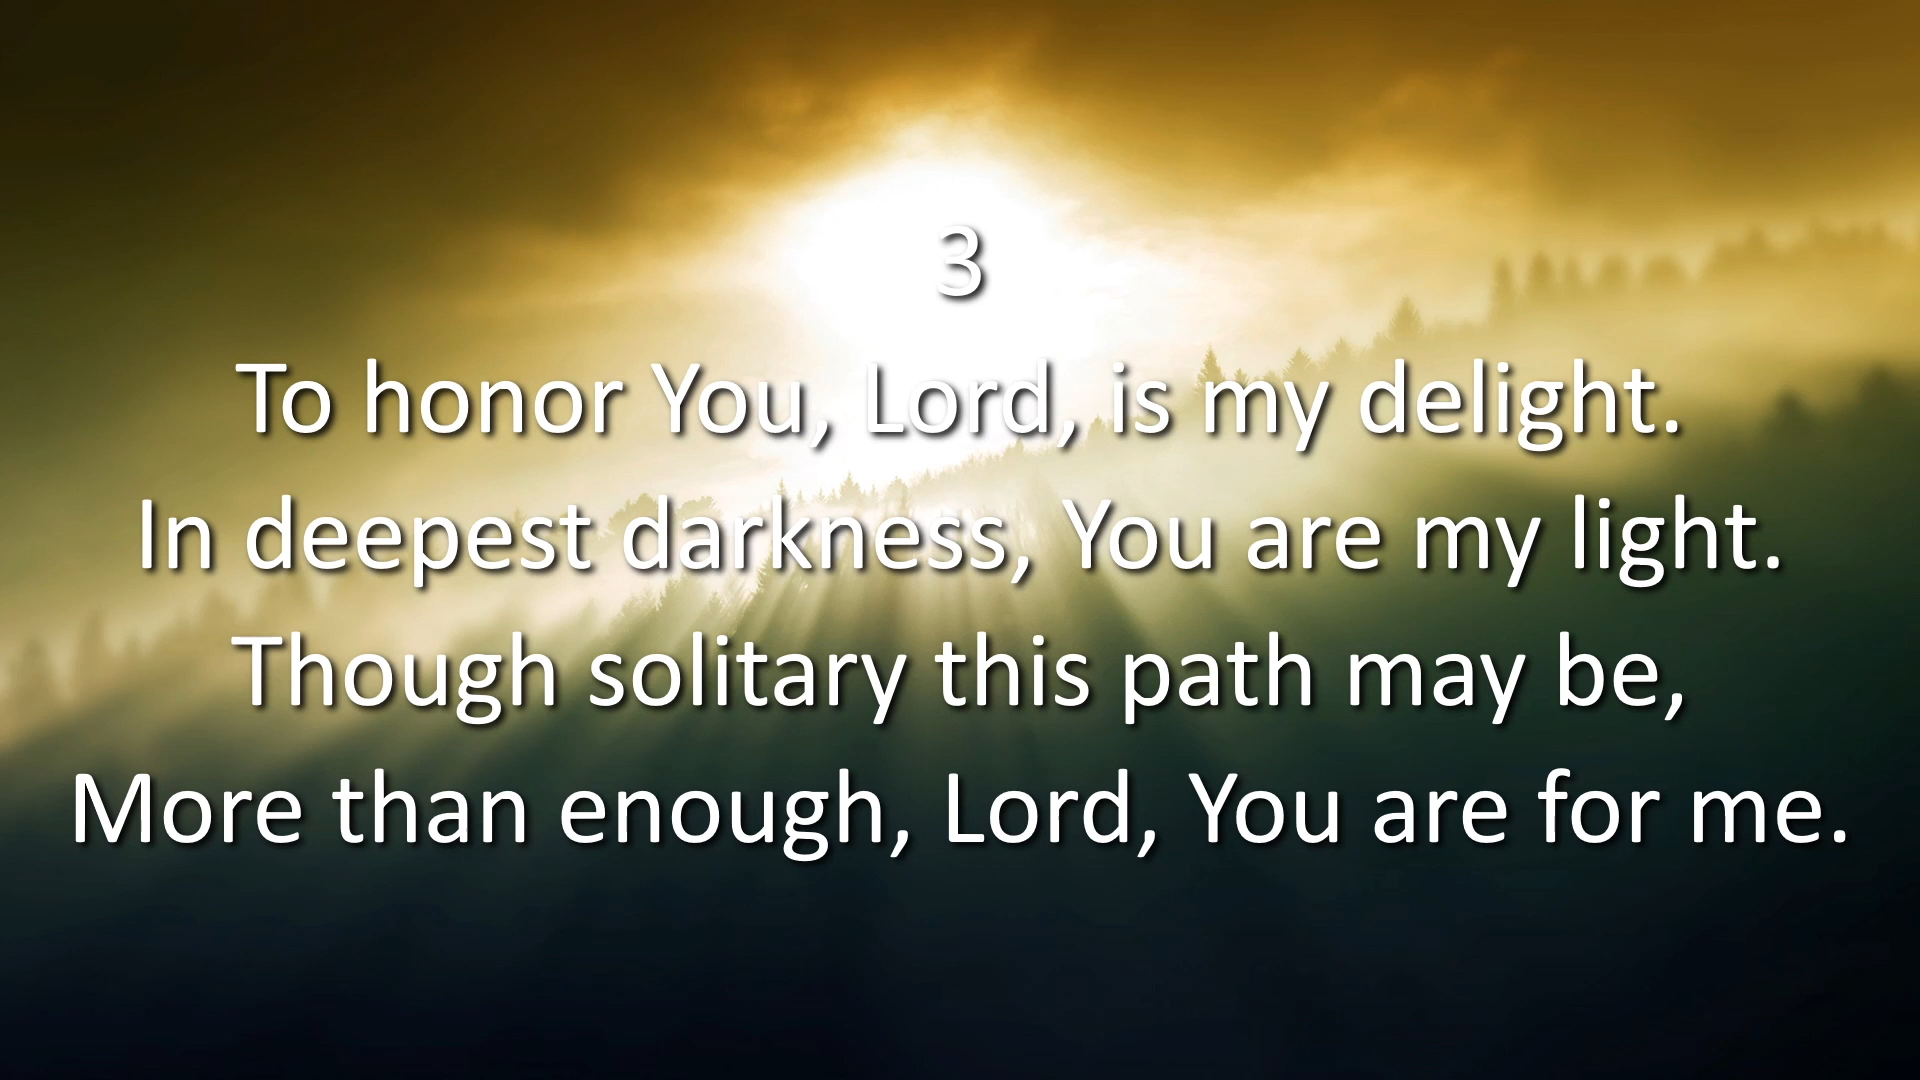 3
To honor You, Lord, is my delight.
In deepest darkness, You are my light.
Though solitary this path may be,
More than enough, Lord, You are for me.